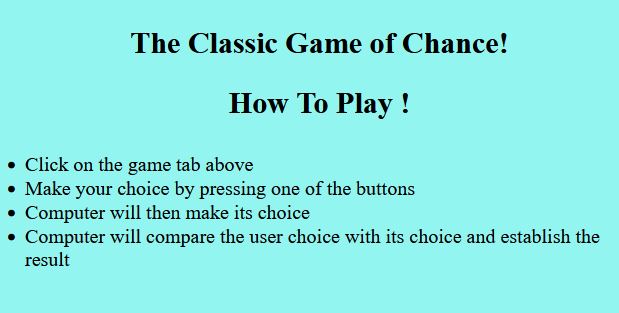 The Classic Game of Chance!
How To Play !
Click on the game tab above
Make your choice by pressing one of the buttons
Computer will then make its choice
Computer will compare the user choice with its choice and establish the
result